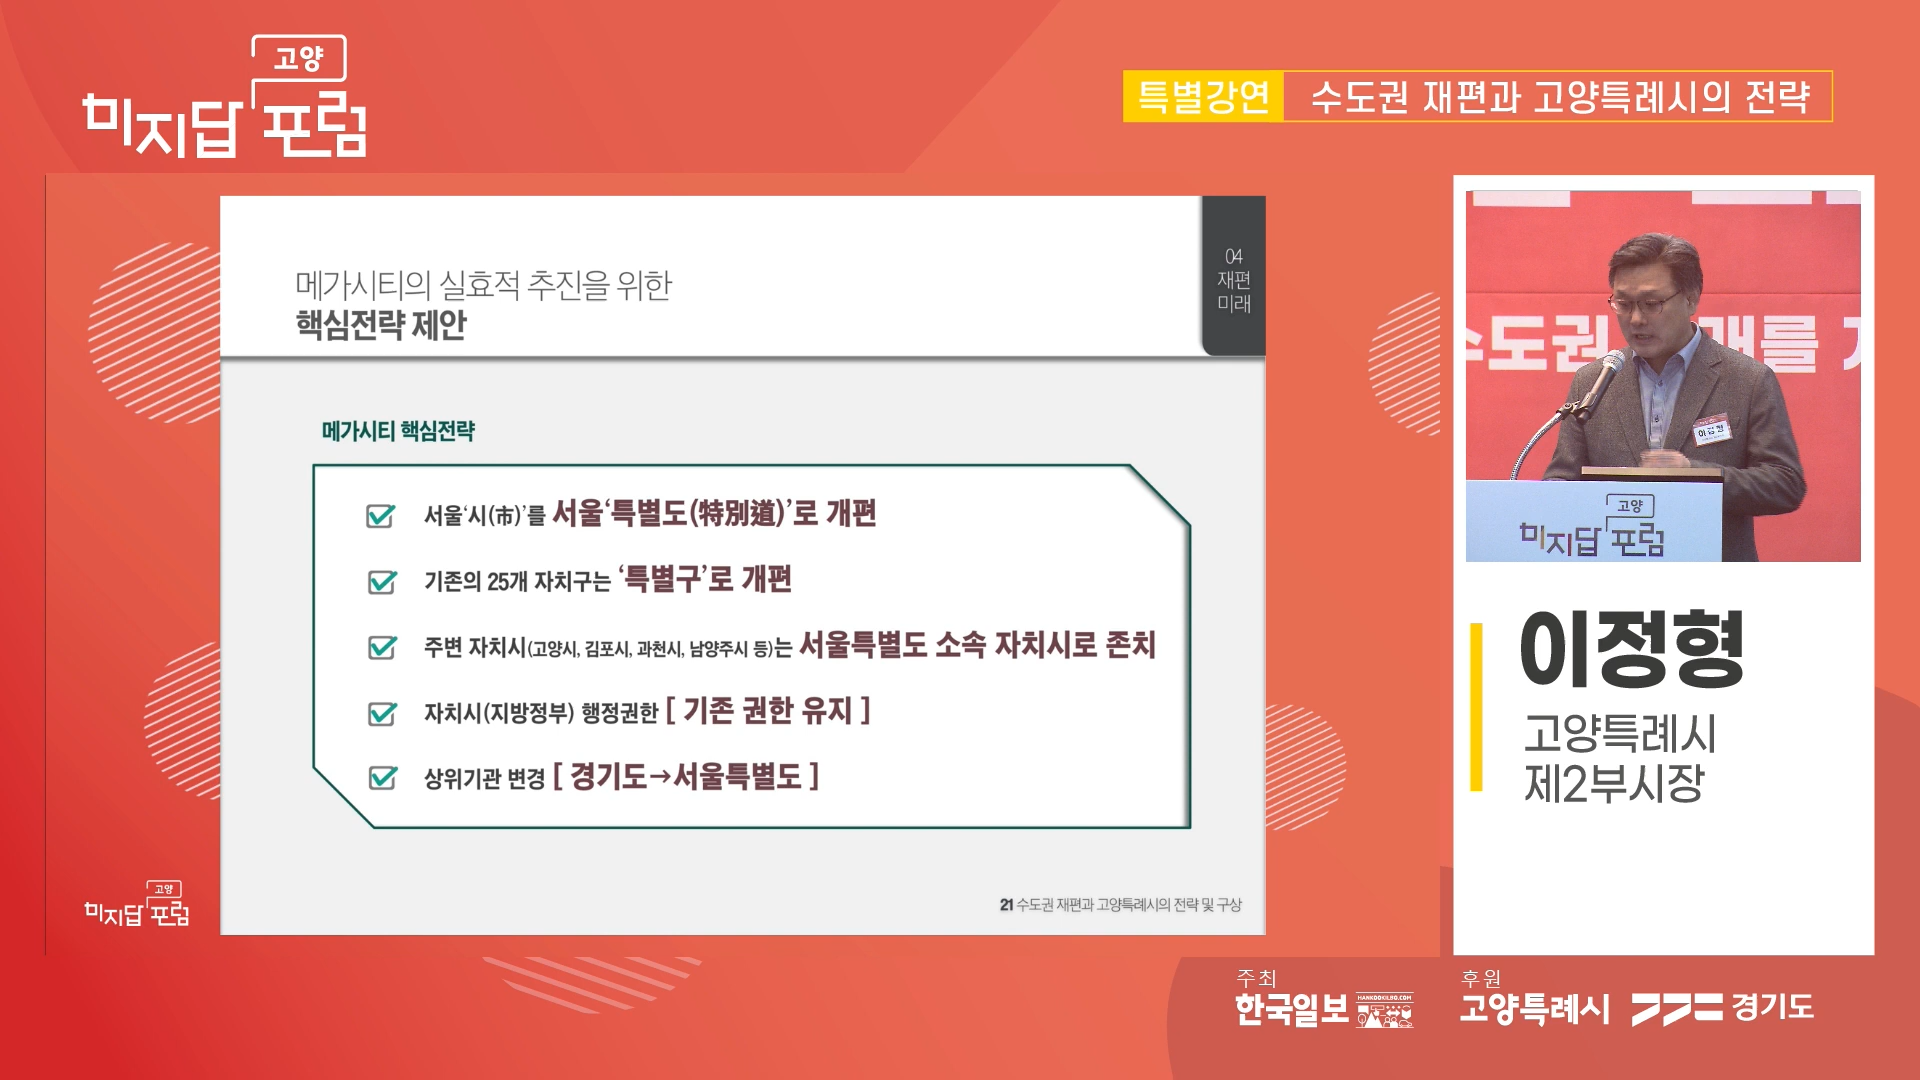 고양
미지답 포럼
특별강연 수도권 재편과 고양특례시의 전략
메가시티의 실효적 추진을 위한
핵심전략 제안
04
재편
미래
메가시티 핵심전략
서울‘시(市)’를 서울‘특별도(特別道)’로 개편
기존의 25개 자치구는 ‘특별구’로 개편
주변 자치시(고양시, 김포시, 과천시, 남양주시 등)는 서울특별도 소속 자치시로 존치
자치시(지방정부) 행정권한 [ 기존 권한 유지 ]
상위기관 변경 [ 경기도→서울특별도 ]
21 수도권 재편과 고양특례시의 전략 및 구상
고양
미지답 포럼
수도권
를
이정형
고양
미지답 포럼
이정형
고양특례시
제2부시장
주최
한국일보
HANKOOKILBO.COM
후원
고양특례시
경기도